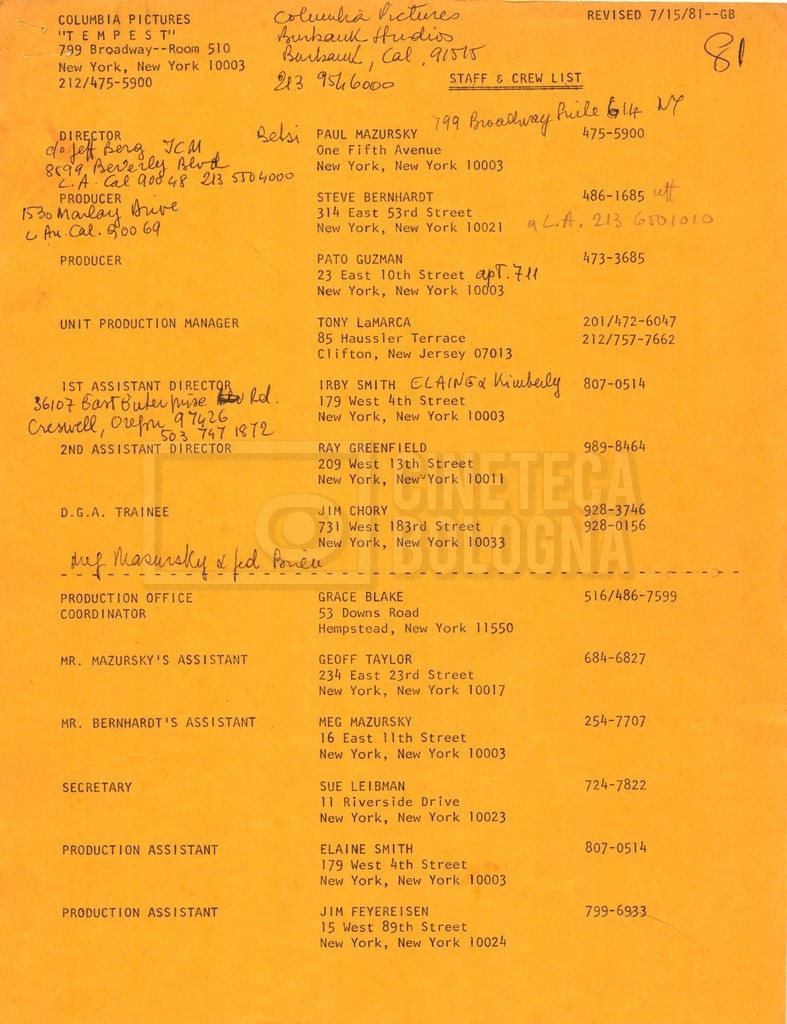 COLUMBIA PICTURES
"T E M P E S T"
799 Broadway--Room 510
New York, New York 10003
212/475-5900
Columbia Pictures
Burbank Studios
Burbank, Cal. 91515
213 954 6000
REVISED 7/15/81--GB
81
STAFF & CREW LIST
799 Broadway Suite 614 NY
DIRECTOR Betsi PAUL MAZURSKY 475-5900
One Fifth Avenue
New York, New York 10003
c/o Jeff Berg ICM
8899 Beverly Blvd
L.A. Cal 90048 213 550 4000
PRODUCER STEVE BERNHARDT 486-1685 uff
314 East 53rd Street
New York, New York 10021 a L.A. 213 6501010
1530 Marlay Drive
L.A. Cal. 90069
PRODUCER PATO GUZMAN 473-3685
23 East 10th Street apT. 711
New York, New York 10003
UNIT PRODUCTION MANAGER TONY LaMARCA 201/472-6047
85 Haussler Terrace 212/757-7662
Clifton, New Jersey 07013
1ST ASSISTANT DIRECTOR IRBY SMITH ELAINE & Kimberly 807-0514
179 West 4th Street
New York, New York 10003
36107 East Enterprise Rd.
Creswell, Oregon 97426
503 747 1872
2ND ASSISTANT DIRECTOR RAY GREENFIELD 989-8464
209 West 13th Street
New York, New York 10011
D.G.A. TRAINEE JIM CHORY 928-3746
731 West 183rd Street 928-0156
New York, New York 10033
CINETECA
BOLOGNA
Meg Mazursky &
PRODUCTION OFFICE GRACE BLAKE 516/486-7599
COORDINATOR 53 Downs Road
Hempstead, New York 11550
MR. MAZURSKY'S ASSISTANT GEOFF TAYLOR 684-6827
234 East 23rd Street
New York, New York 10017
MR. BERNHARDT'S ASSISTANT MEG MAZURSKY 254-7707
16 East 11th Street
New York, New York 10003
SECRETARY SUE LEIBMAN 724-7822
11 Riverside Drive
New York, New York 10023
PRODUCTION ASSISTANT ELAINE SMITH 807-0514
179 West 4th Street
New York, New York 10003
PRODUCTION ASSISTANT JIM FEYEREISEN 799-6933
15 West 89th Street
New York, New York 10024